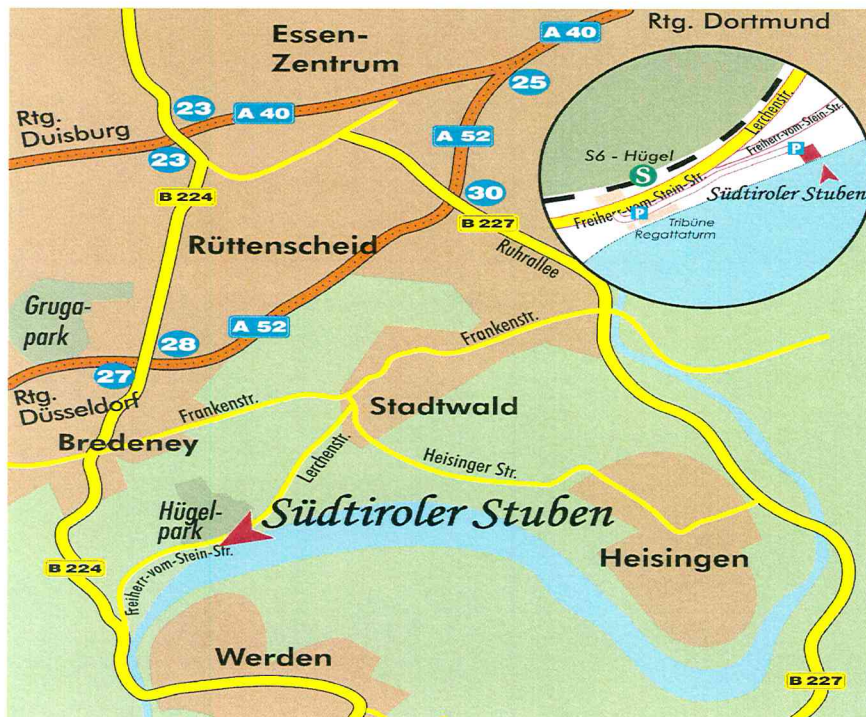 Rtg. Dortmund
A 40
Essen-
Zentrum
25
23
A 40
Rtg.
Duisburg
23
A 52
B 224
30
B 227
Rüttenscheid
Ruhrallee
Lerchenstr.
Freiherr-vom-Stein-Str.
P
S6 - Hügel
S
Südtiroler Stuben
Freiherr-vom-Stein-Str.
P
Tribüne
Regattaturm
Gruga-
park
A 52
28
27
Frankenstr.
Rtg.
Düsseldorf
Frankenstr.
Stadtwald
Bredeney
Lerchenstr.
Heisinger Str.
Hügel-
park
Südtiroler Stuben
Freiherr-vom-Stein-Str.
Heisingen
B 224
Werden
B 227